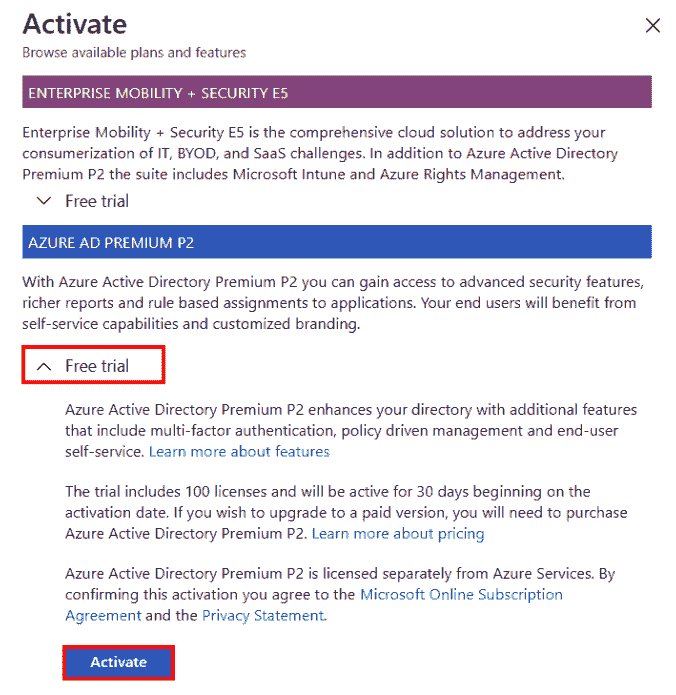 Activate
Browse available plans and features
ENTERPRISE MOBILITY + SECURITY E5
Enterprise Mobility + Security E5 is the comprehensive cloud solution to address your
consumerization of IT, BYOD, and SaaS challenges. In addition to Azure Active Directory
Premium P2 the suite includes Microsoft Intune and Azure Rights Management.
Free trial
AZURE AD PREMIUM P2
With Azure Active Directory Premium P2 you can gain access to advanced security features,
richer reports and rule based assignments to applications. Your end users will benefit from
self-service capabilities and customized branding.
Free trial
Azure Active Directory Premium P2 enhances your directory with additional features
that include multi-factor authentication, policy driven management and end-user
self-service. Learn more about features
The trial includes 100 licenses and will be active for 30 days beginning on the
activation date. If you wish to upgrade to a paid version, you will need to purchase
Azure Active Directory Premium P2. Learn more about pricing
Azure Active Directory Premium P2 is licensed separately from Azure Services. By
confirming this activation you agree to the Microsoft Online Subscription
Agreement and the Privacy Statement.
Activate